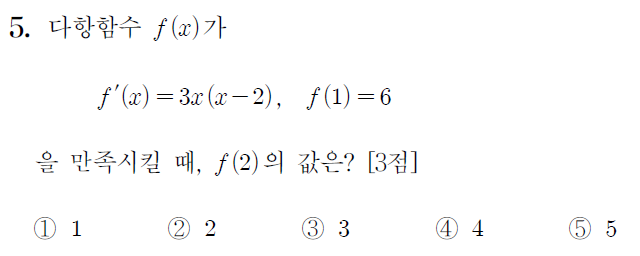 5. 다항함수 f(x)가
f′(x)=3x(x−2), f(1)=6
을 만족시킬 때, f(2)의 값은? [3점]
① 1 ② 2 ③ 3 ④ 4 ⑤ 5